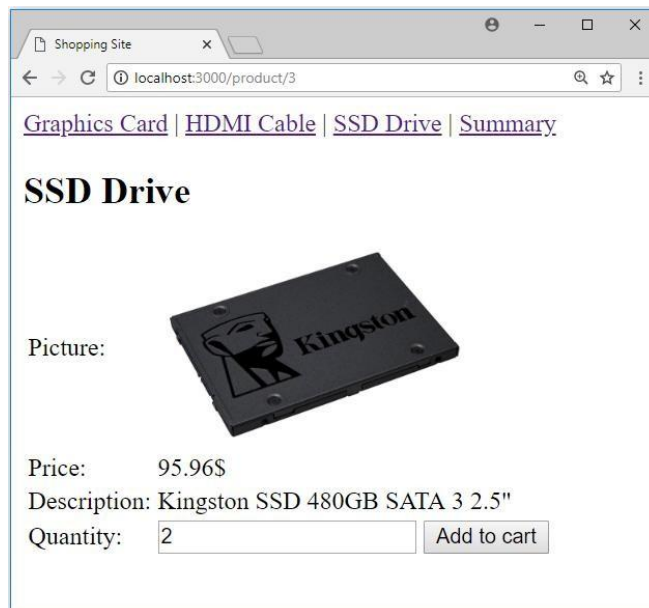 Shopping Site
localhost:3000/product/3
Graphics Card | HDMI Cable | SSD Drive | Summary
SSD Drive
Kingston
Picture:
Price: 95.96$
Description: Kingston SSD 480GB SATA 3 2.5"
Quantity: 2 Add to cart